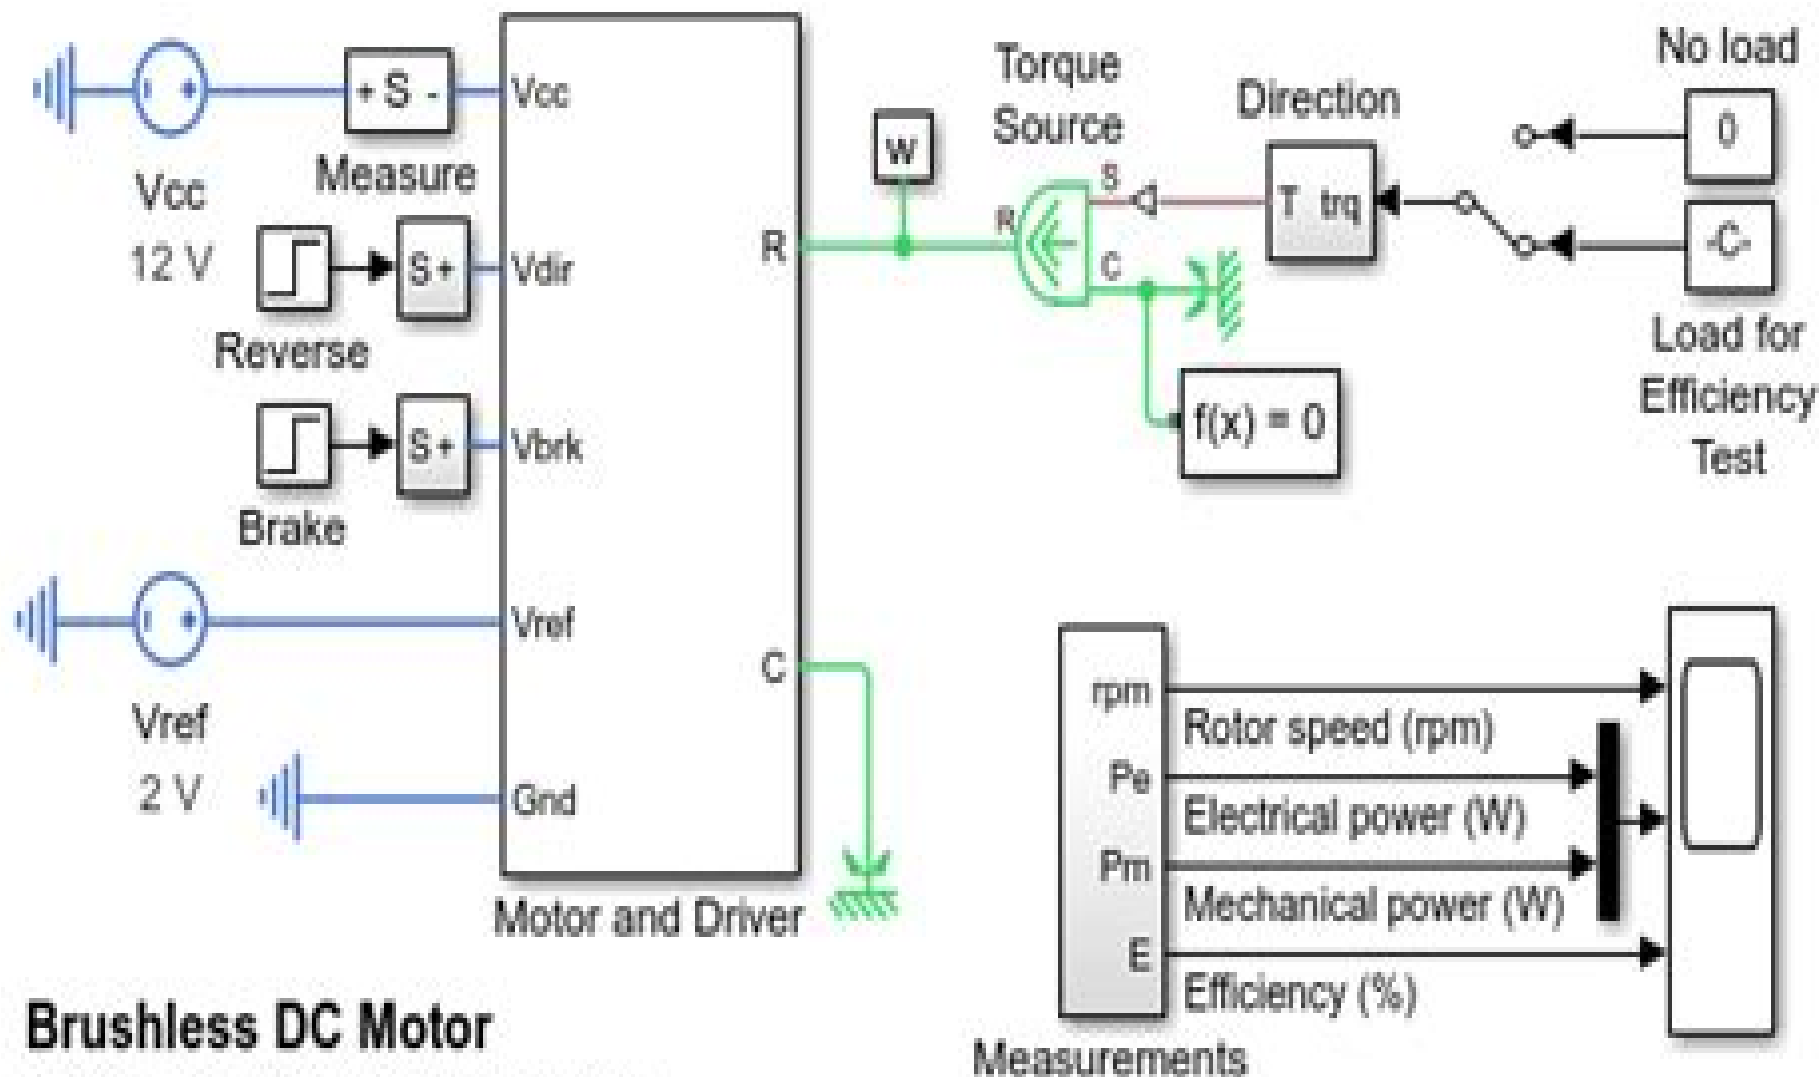 + S -
Vcc
Measure
Vcc
12 V
S +
Vdir
Reverse
S +
Vbrk
Brake
Vref
Vref
2 V
Gnd
R
C
Motor and Driver
w
Torque
Source
S
R
C
Direction
T trq
No load
0
-C-
Load for
Efficiency
Test
f(x) = 0
rpm
Rotor speed (rpm)
Pe
Electrical power (W)
Pm
Mechanical power (W)
E
Efficiency (%)
Measurements
Brushless DC Motor